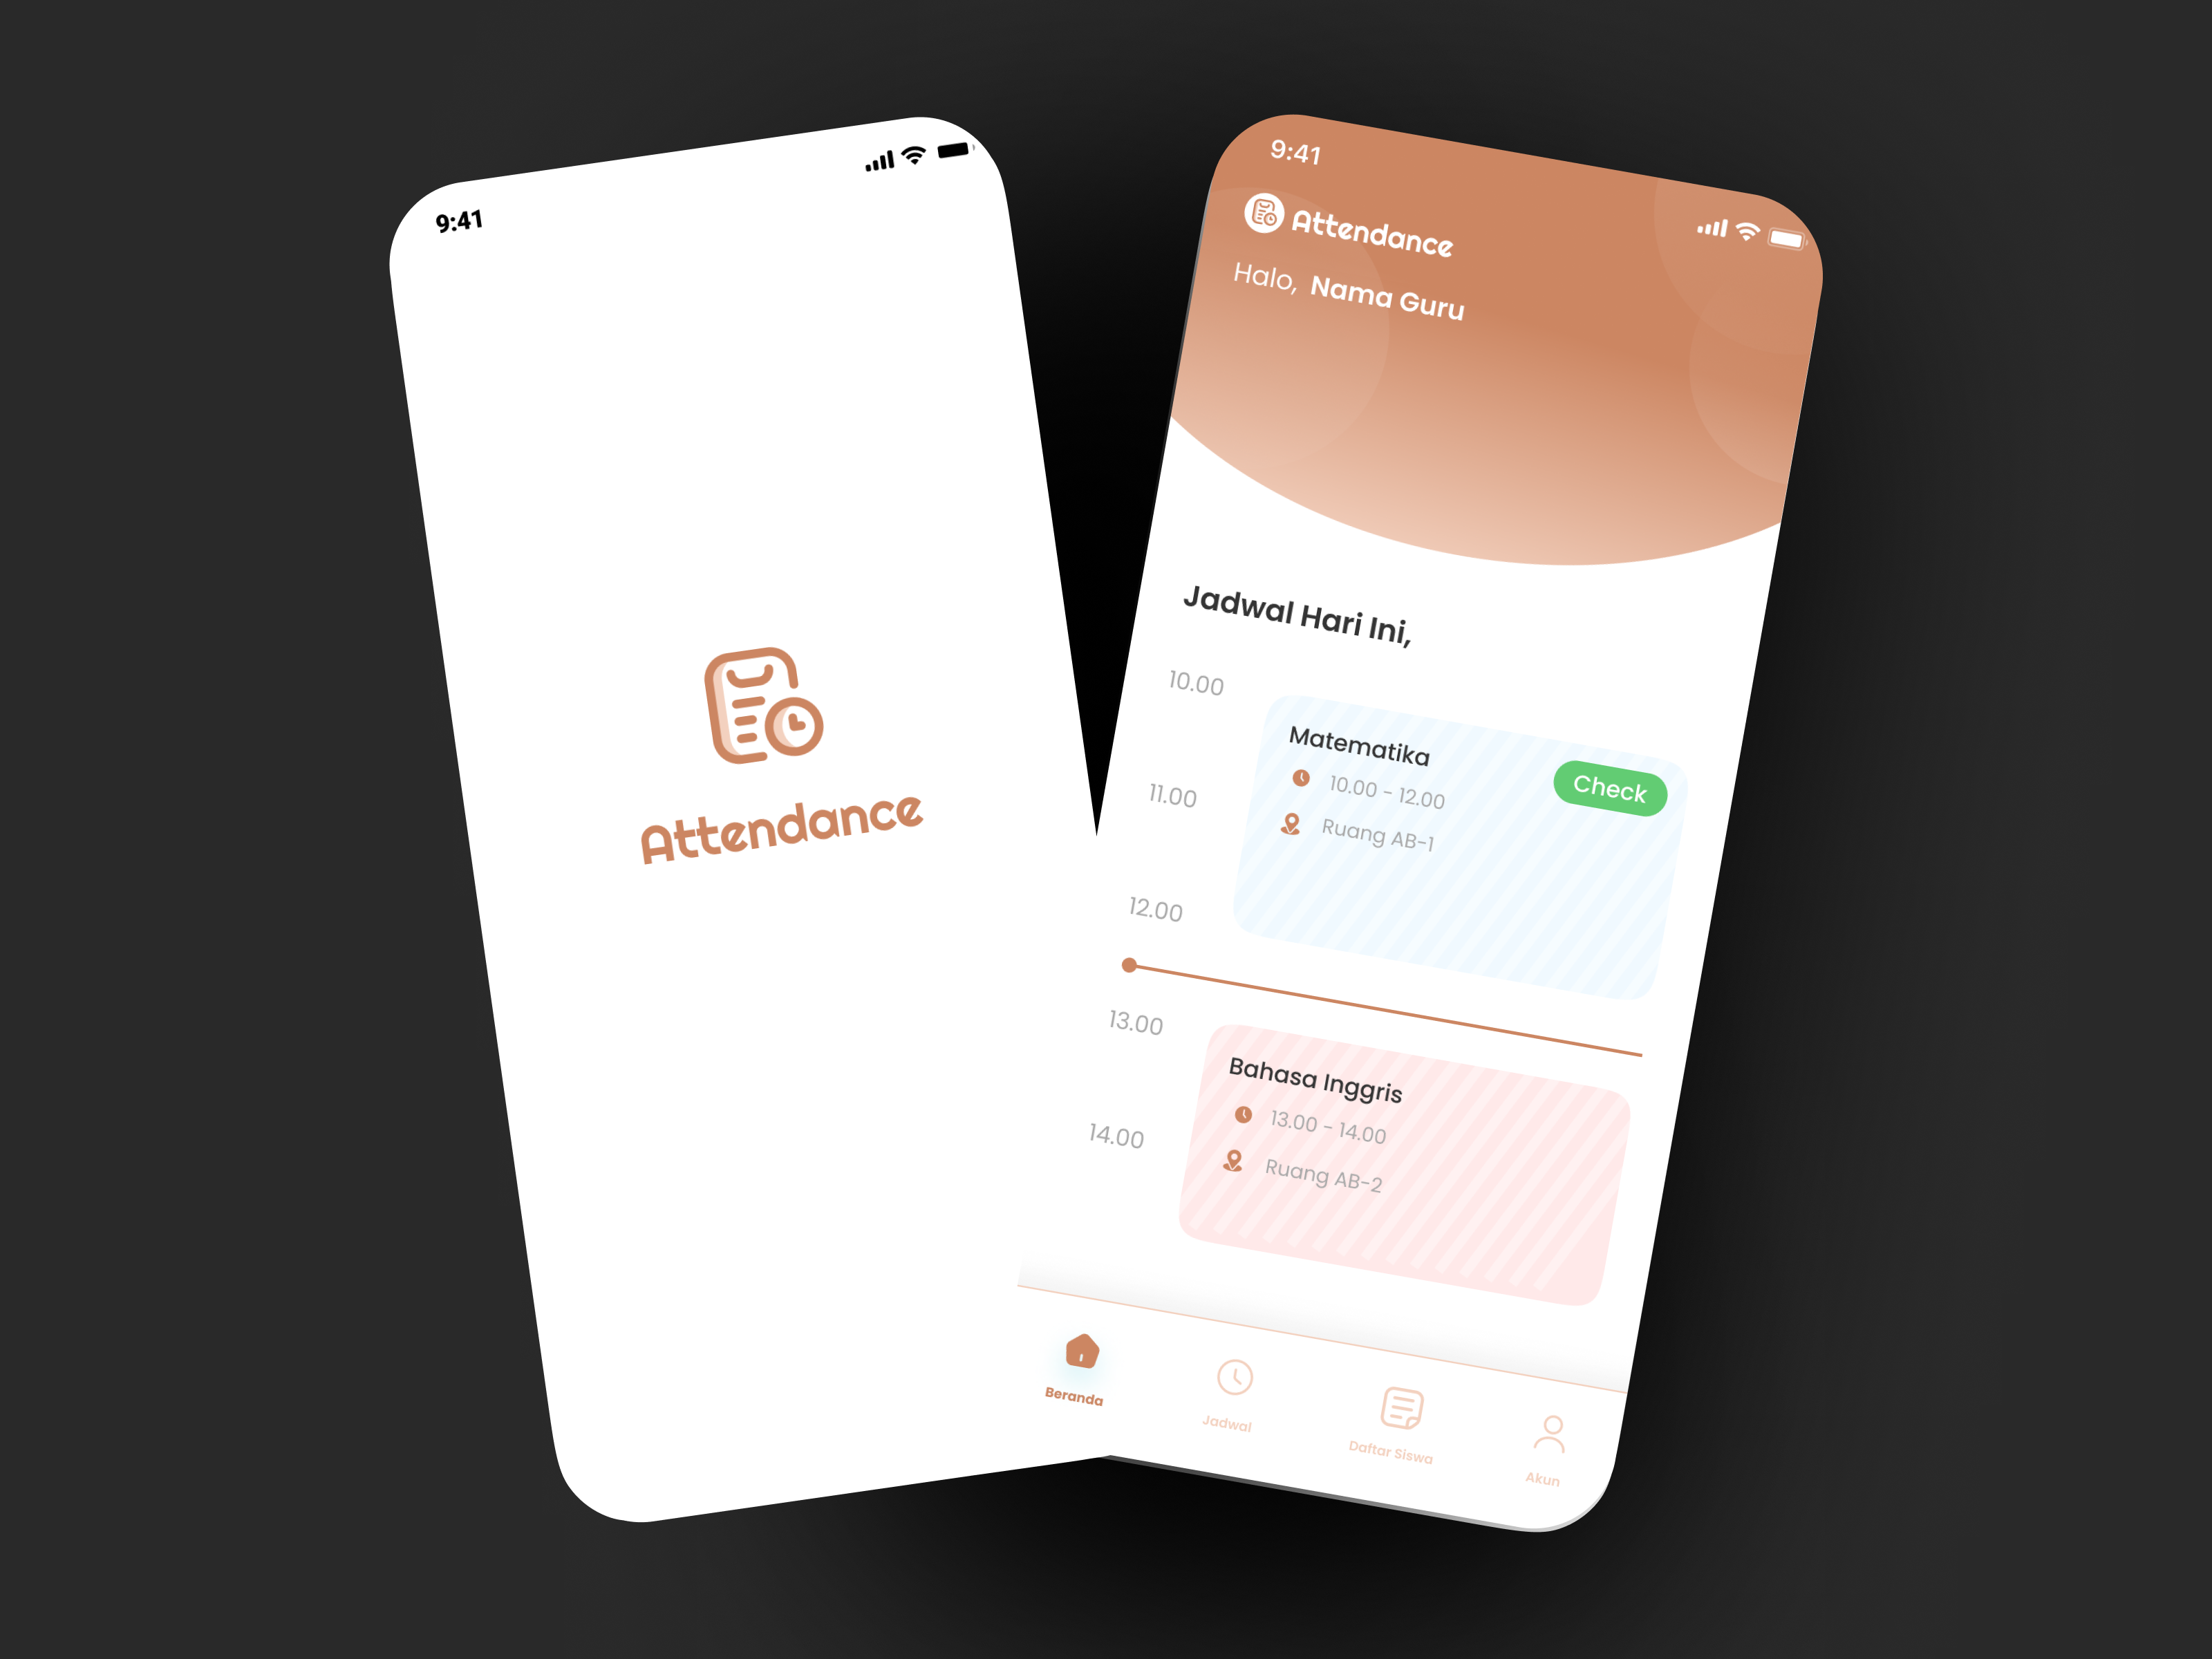 9:41
Attendance
9:41
Attendance
Halo, Nama Guru
Jadwal Hari Ini,
10.00
Matematika
Check
10.00 - 12.00
11.00
Ruang AB-1
12.00
13.00
Bahasa Inggris
13.00 - 14.00
14.00
Ruang AB-2
Beranda
Jadwal
Daftar Siswa
Akun